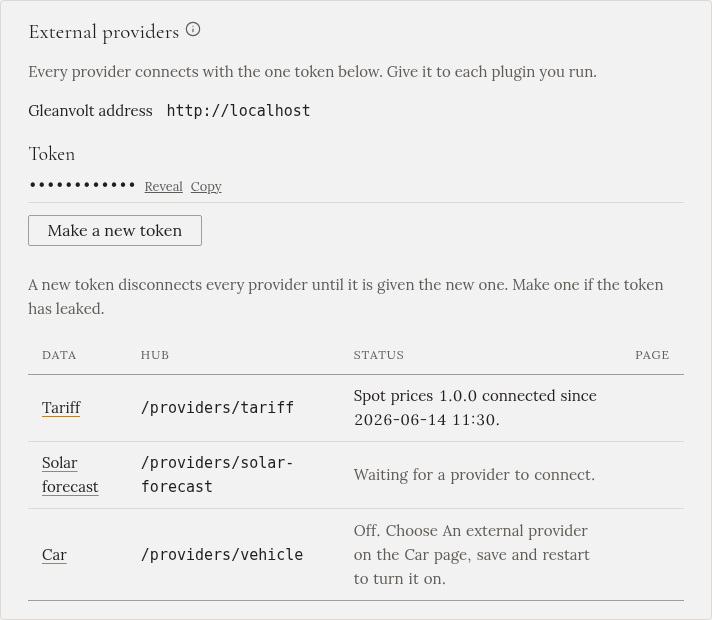 External providers
Every provider connects with the one token below. Give it to each plugin you run.
Gleanvolt address http://localhost
Token
•••••••••••• Reveal Copy
Make a new token
A new token disconnects every provider until it is given the new one. Make one if the token
has leaked.
DATA HUB STATUS PAGE
Tariff /providers/tariff Spot prices 1.0.0 connected since
2026-06-14 11:30.
Solar /providers/solar-
forecast forecast Waiting for a provider to connect.
Off. Choose An external provider
Car /providers/vehicle on the Car page, save and restart
to turn it on.